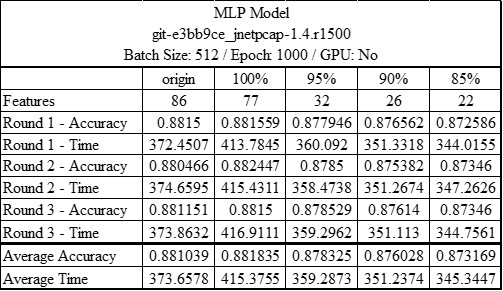 MLP Model
git-e3bb9ce_jnetpcap-1.4.r1500
Batch Size: 512 / Epoch: 1000 / GPU: No
origin 100% 95% 90% 85%
Features 86 77 32 26 22
Round 1 - Accuracy 0.8815 0.881559 0.877946 0.876562 0.872586
Round 1 - Time 372.4507 413.7845 360.092 351.3318 344.0155
Round 2 - Accuracy 0.880466 0.882447 0.8785 0.875382 0.87346
Round 2 - Time 374.6595 415.4311 358.4738 351.2674 347.2626
Round 3 - Accuracy 0.881151 0.8815 0.878529 0.87614 0.87346
Round 3 - Time 373.8632 416.9111 359.2962 351.113 344.7561
Average Accuracy 0.881039 0.881835 0.878325 0.876028 0.873169
Average Time 373.6578 415.3755 359.2873 351.2374 345.3447